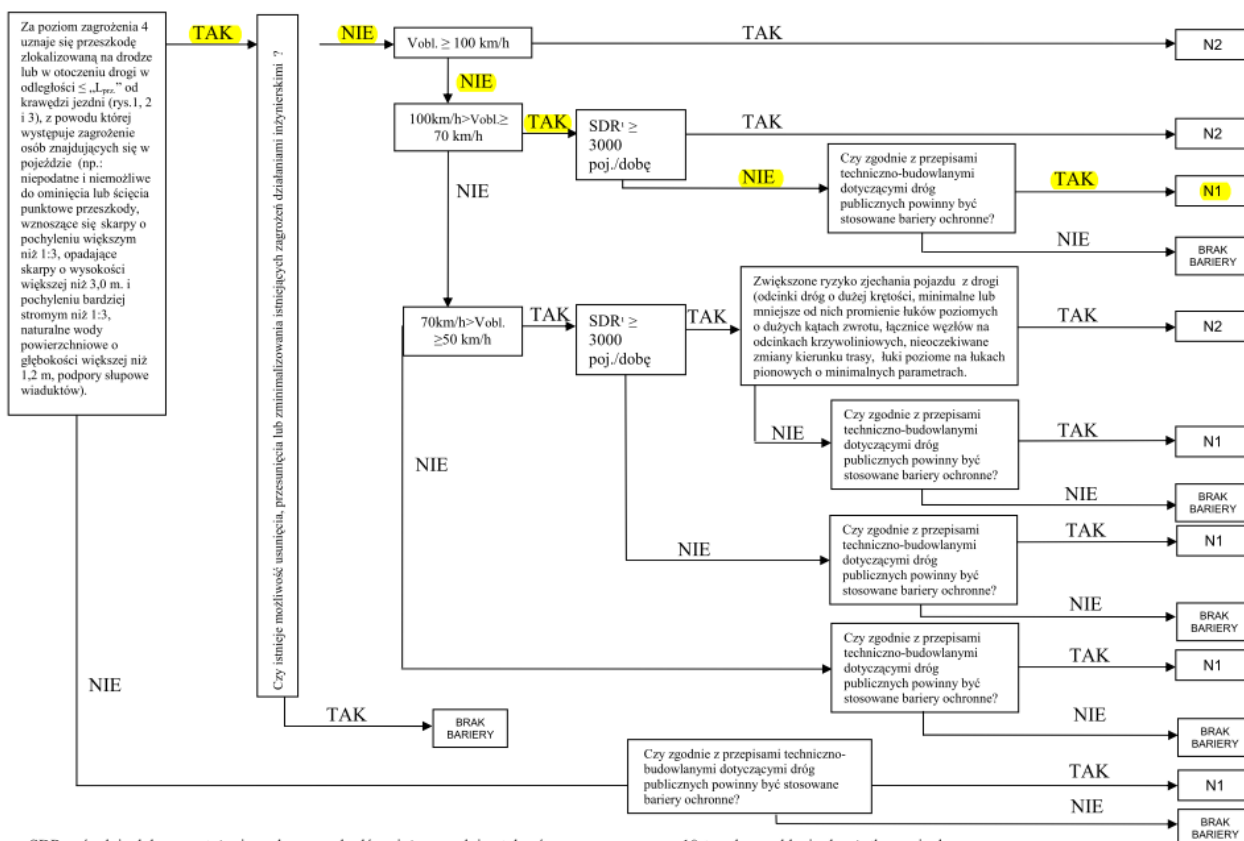 Za poziom zagrożenia 4
uznaje się przeszkodę
zlokalizowaną na drodze
lub w otoczeniu drogi w
odległości ≤ „Lprz.” od
krawędzi jezdni (rys.1, 2
i 3), z powodu której
występuje zagrożenie
osób znajdujących się w
pojeździe (np.:
niepodatne i niemożliwe
do ominięcia lub ścięcia
punktowe przeszkody,
wznoszące się skarpy o
pochyleniu większym
niż 1:3, opadające
skarpy o wysokości
większej niż 3,0 m. i
pochyleniu bardziej
stromym niż 1:3,
naturalne wody
powierzchniowe o
głębokości większej niż
1,2 m, podpory słupowe
wiaduktów).
TAK
NIE
Czy istnieje możliwość usunięcia, przesunięcia lub zminimalizowania istniejących zagrożeń działaniami inżynierskimi ?
TAK
BRAK
BARIERY
NIE
Vobl. ≥ 100 km/h
TAK
N2
NIE
100km/h>Vobl.≥
70 km/h
TAK
SDR¹ ≥
3000
poj./dobę
TAK
N2
NIE
Czy zgodnie z przepisami
techniczno-budowlanymi
dotyczącymi dróg
publicznych powinny być
stosowane bariery ochronne?
TAK
N1
NIE
BRAK
BARIERY
NIE
70km/h>Vobl.
≥50 km/h
TAK
SDR¹ ≥
3000
poj./dobę
TAK
Zwiększone ryzyko zjechania pojazdu z drogi
(odcinki dróg o dużej krętości, minimalne lub
mniejsze od nich promienie łuków poziomych
o dużych kątach zwrotu, łącznice węzłów na
odcinkach krzywoliniowych, nieoczekiwane
zmiany kierunku trasy, łuki poziome na łukach
pionowych o minimalnych parametrach.
TAK
N2
NIE
Czy zgodnie z przepisami
techniczno-budowlanymi
dotyczącymi dróg
publicznych powinny być
stosowane bariery ochronne?
TAK
N1
NIE
BRAK
BARIERY
NIE
Czy zgodnie z przepisami
techniczno-budowlanymi
dotyczącymi dróg
publicznych powinny być
stosowane bariery ochronne?
TAK
N1
NIE
BRAK
BARIERY
NIE
Czy zgodnie z przepisami
techniczno-budowlanymi
dotyczącymi dróg
publicznych powinny być
stosowane bariery ochronne?
TAK
N1
NIE
BRAK
BARIERY
Czy zgodnie z przepisami techniczno-
budowlanymi dotyczącymi dróg
publicznych powinny być stosowane
bariery ochronne?
TAK
N1
NIE
BRAK
BARIERY